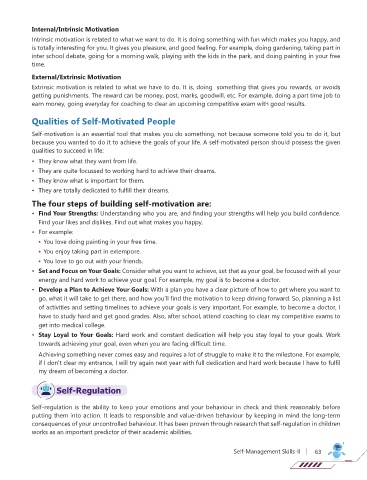 Internal/Intrinsic Motivation
Intrinsic motivation is related to what we want to do. It is doing something with fun which makes you happy, and
is totally interesting for you. It gives you pleasure, and good feeling. For example, doing gardening, taking part in
inter school debate, going for a morning walk, playing with the kids in the park, and doing painting in your free
time.
External/Extrinsic Motivation
Extrinsic motivation is related to what we have to do. It is, doing something that gives you rewards, or avoids
getting punishments. The reward can be money, post, marks, goodwill, etc. For example, doing a part time job to
earn money, going everyday for coaching to clear an upcoming competitive exam with good results.
Qualities of Self-Motivated People
Self-motivation is an essential tool that makes you do something, not because someone told you to do it, but
because you wanted to do it to achieve the goals of your life. A self-motivated person should possess the given
qualities to succeed in life:
• They know what they want from life.
• They are quite focussed to working hard to achieve their dreams.
• They know what is important for them.
• They are totally dedicated to fulfill their dreams.
The four steps of building self-motivation are:
• Find Your Strengths: Understanding who you are, and finding your strengths will help you build confidence.
Find your likes and dislikes. Find out what makes you happy.
• For example:
• You love doing painting in your free time.
• You enjoy taking part in extempore.
• You love to go out with your friends.
• Set and Focus on Your Goals: Consider what you want to achieve, set that as your goal, be focused with all your
energy and hard work to achieve your goal. For example, my goal is to become a doctor.
• Develop a Plan to Achieve Your Goals: With a plan you have a clear picture of how to get where you want to
go, what it will take to get there, and how you'll find the motivation to keep driving forward. So, planning a list
of activities and setting timelines to achieve your goals is very important. For example, to become a doctor, I
have to study hard and get good grades. Also, after school, attend coaching to clear my competitive exams to
get into medical college.
• Stay Loyal to Your Goals: Hard work and constant dedication will help you stay loyal to your goals. Work
towards achieving your goal, even when you are facing difficult time.
Achieving something never comes easy and requires a lot of struggle to make it to the milestone. For example,
if I don't clear my entrance, I will try again next year with full dedication and hard work because I have to fulfil
my dream of becoming a doctor.
Self-Regulation
Self-regulation is the ability to keep your emotions and your behaviour in check and think reasonably before
putting them into action. It leads to responsible and value-driven behaviour by keeping in mind the long-term
consequences of your uncontrolled behaviour. It has been proven through research that self-regulation in children
works as an important predictor of their academic abilities.
Self-Management Skills-II | 63